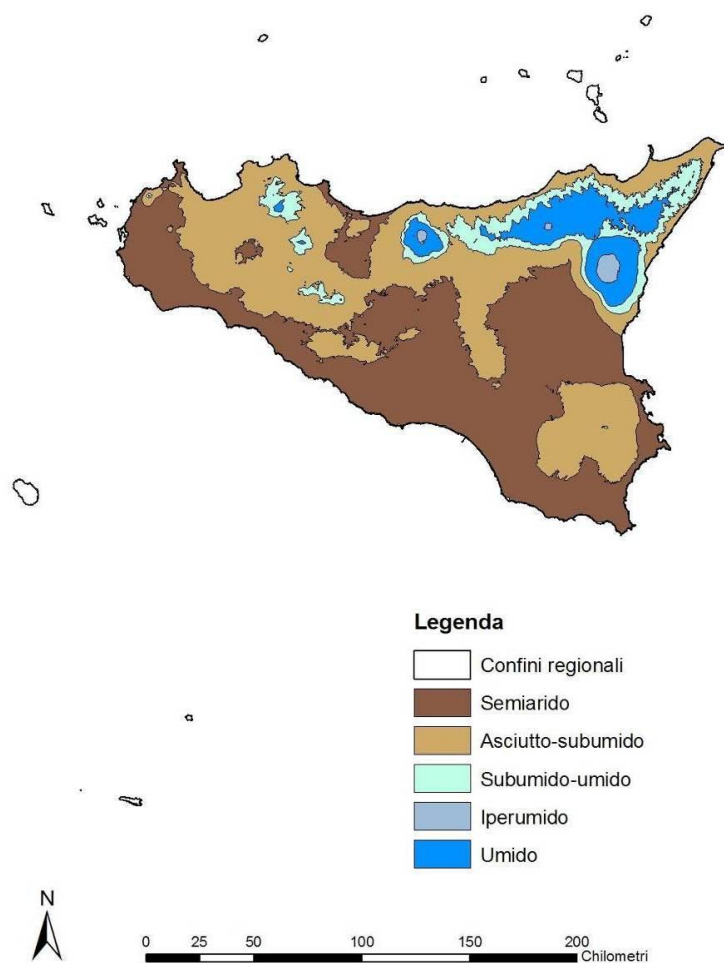 Legenda
Confini regionali
Semiarido
Asciutto-subumido
Subumido-umido
Iperumido
Umido
N
0 25 50 100 150 200
Chilometri